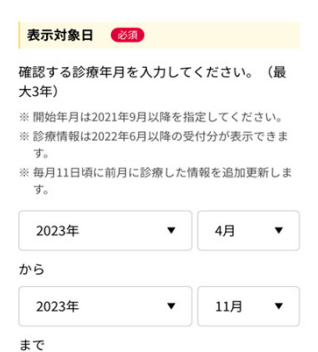 表示対象日 必須
確認する診療年月を入力してください。（最
大3年）
※ 開始年月は2021年9月以降を指定してください。
※ 診療情報は2022年6月以降の受付分が表示できま
す。
※ 毎月11日頃に前月に診療した情報を追加更新しま
す。
2023年 ▼ 4月 ▼
から
2023年 ▼ 11月 ▼
まで